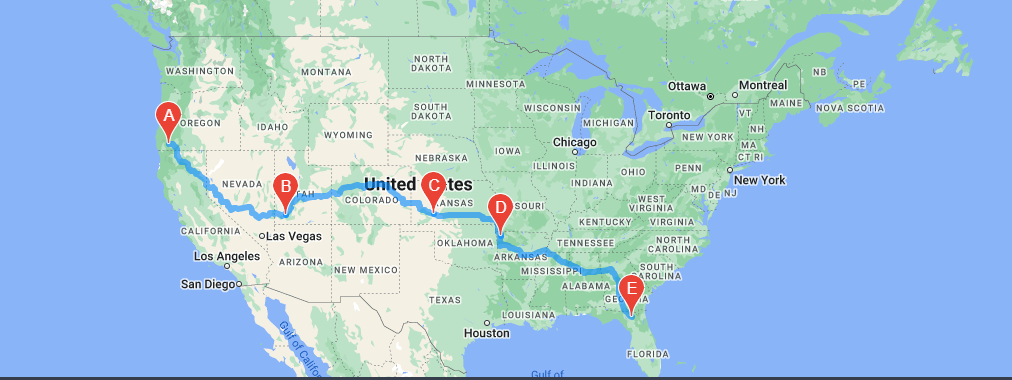 NORTH
DAKOTA
WASHINGTON
MONTANA
MINNESOTA
Ottawa
Montreal
NB
PE
MAINE
NOVA SCOTIA
A
OREGON
SOUTH
DAKOTA
WISCONSIN
MICHIGAN
Toronto
VT
NH
IDAHO
WYOMING
Chicago
NEW YORK
MA
CT RI
NEBRASKA
IOWA
ILLINOIS
OHIO
PENN
New York
NEVADA
B
UTAH
United States
C
KANSAS
INDIANA
MD
DE
NJ
COLORADO
D
MISSOURI
WEST
VIRGINIA
KENTUCKY
VIRGINIA
CALIFORNIA
Las Vegas
OKLAHOMA
TENNESSEE
NORTH
CAROLINA
Los Angeles
ARIZONA
NEW MEXICO
ARKANSAS
MISSISSIPPI
SOUTH
CAROLINA
San Diego
ALABAMA
E
GEORGIA
TEXAS
LOUISIANA
Houston
Gulf of Califor
FLORIDA
Gulf of